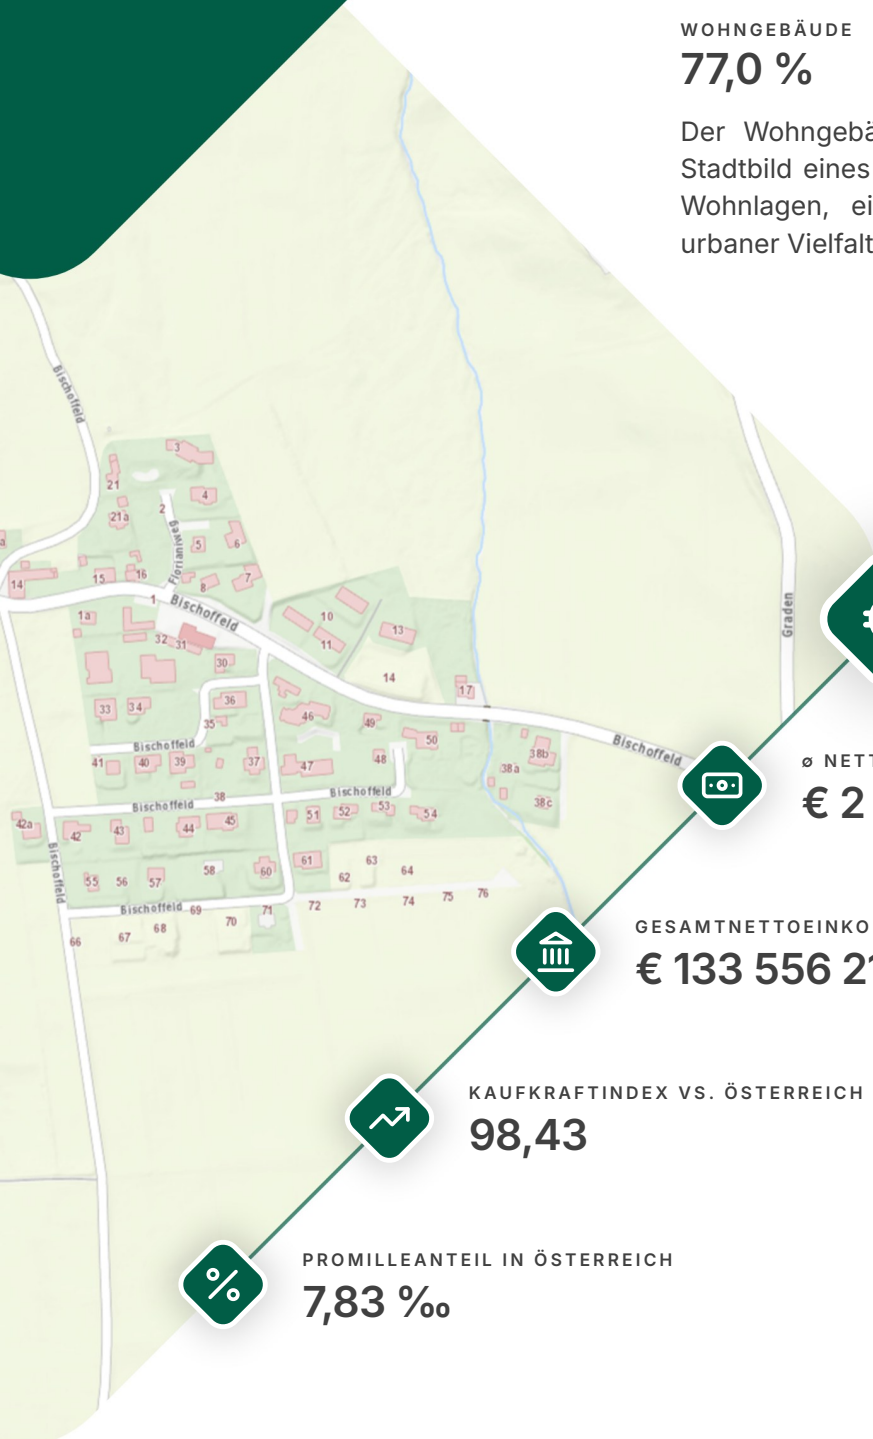 WOHNGEBÄUDE
77,0 %
Der Wohngebä
Stadtbild eines
Wohnlagen, ei
urbaner Vielfalt
Bischoffeld
3
21
4
2
21a
Florianiweg
5
6
a
14
15
16
8
7
1
Bischoffeld
1a
10
13
32
31
11
Graden
30
14
17
33
34
36
35
46
49
50
Bischoffeld
Bischoffeld
38b
41
40
39
37
47
48
38a
ø NETT
€ 2
38
Bischoffeld
Bischoffeld
38c
42a
42
43
44
45
51
52
53
54
Bischoffeld
55
56
57
58
60
61
62
63
64
Bischoffeld
69
71
72
73
74
75
76
66
67
68
70
GESAMTNETTOEINKO
€ 133 556 21
KAUFKRAFTINDEX VS. ÖSTERREICH
98,43
PROMILLEANTEIL IN ÖSTERREICH
7,83 ‰